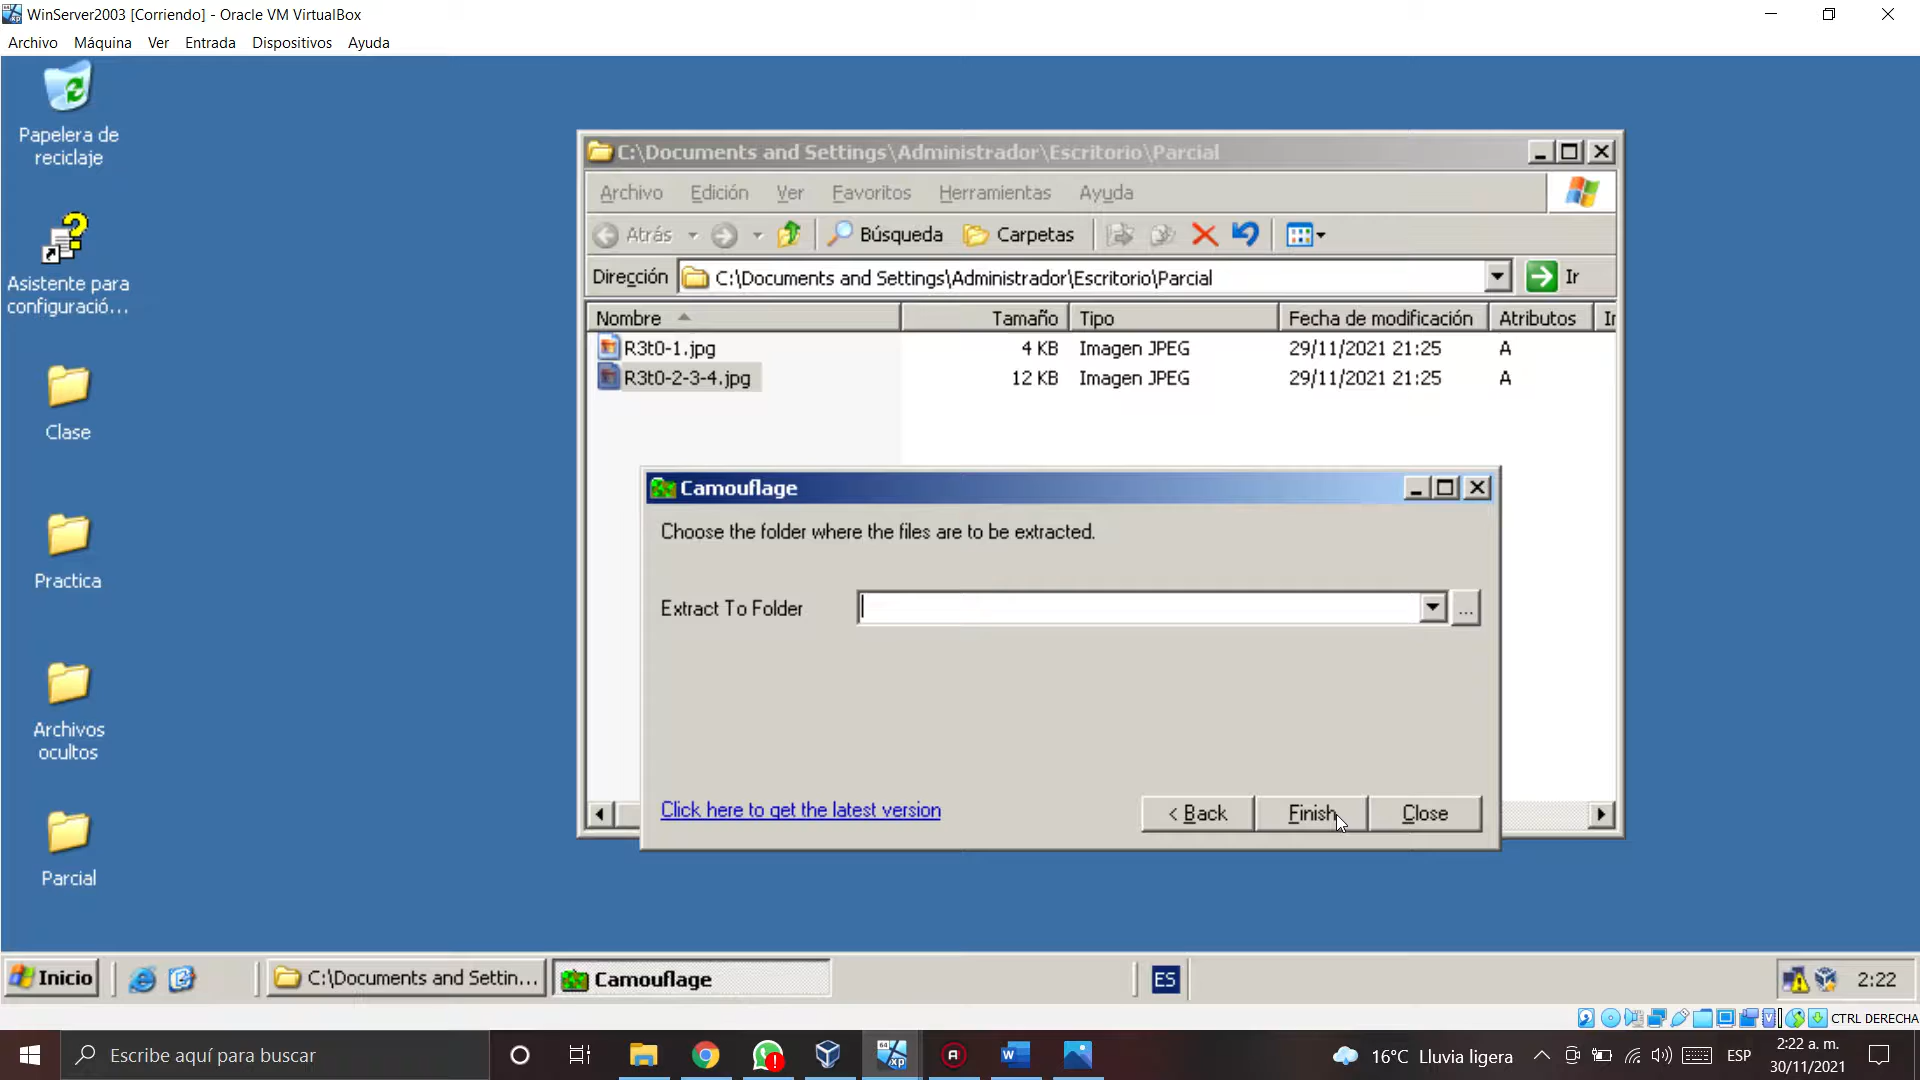 WinServer2003 [Corriendo] - Oracle VM VirtualBox
Archivo Máquina Ver Entrada Dispositivos Ayuda
Papelera de
reciclaje
Asistente para
configuració...
Clase
Practica
Archivos
ocultos
Parcial
C:\Documents and Settings\Administrador\Escritorio\Parcial
Archivo Edición Ver Favoritos Herramientas Ayuda
Atrás Búsqueda Carpetas
Dirección C:\Documents and Settings\Administrador\Escritorio\Parcial Ir
Nombre Tamaño Tipo Fecha de modificación Atributos
R3t0-1.jpg 4 KB Imagen JPEG 29/11/2021 21:25 A
R3t0-2-3-4.jpg 12 KB Imagen JPEG 29/11/2021 21:25 A
Camouflage
Choose the folder where the files are to be extracted.
Extract To Folder ...
Click here to get the latest version < Back Finish Close
Inicio C:\Documents and Settin... Camouflage ES 2:22
CTRL DERECHA
Escribe aquí para buscar 16°C Lluvia ligera ESP 2:22 a. m.
30/11/2021